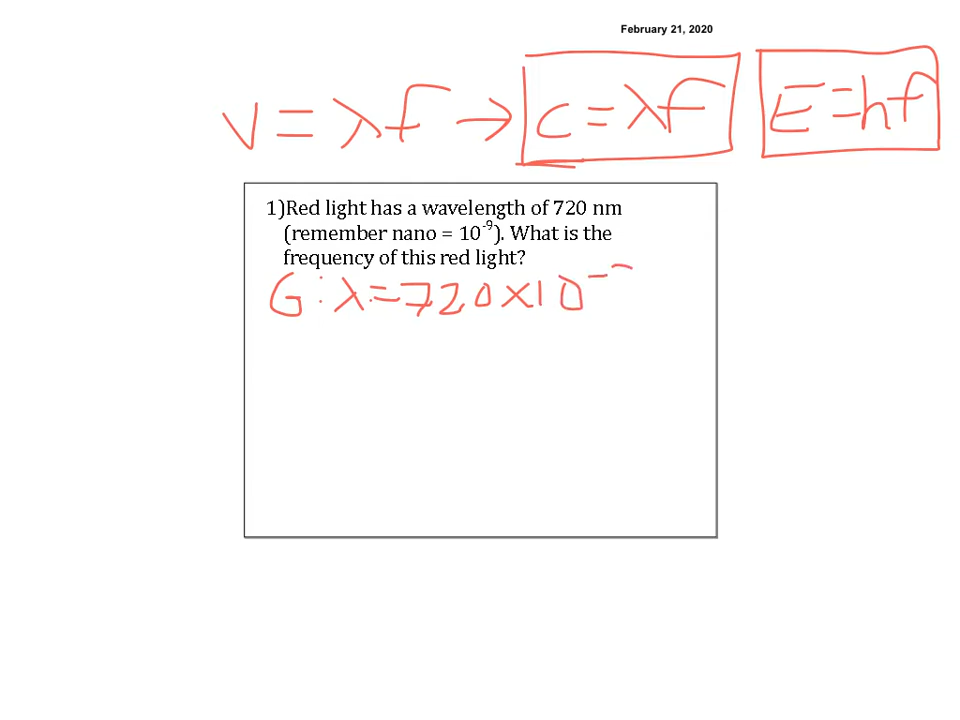 February 21, 2020
v = λf → c = λf E = hf
1)Red light has a wavelength of 720 nm
(remember nano = 10⁻⁹). What is the
frequency of this red light?
G: λ = 720 × 10⁻